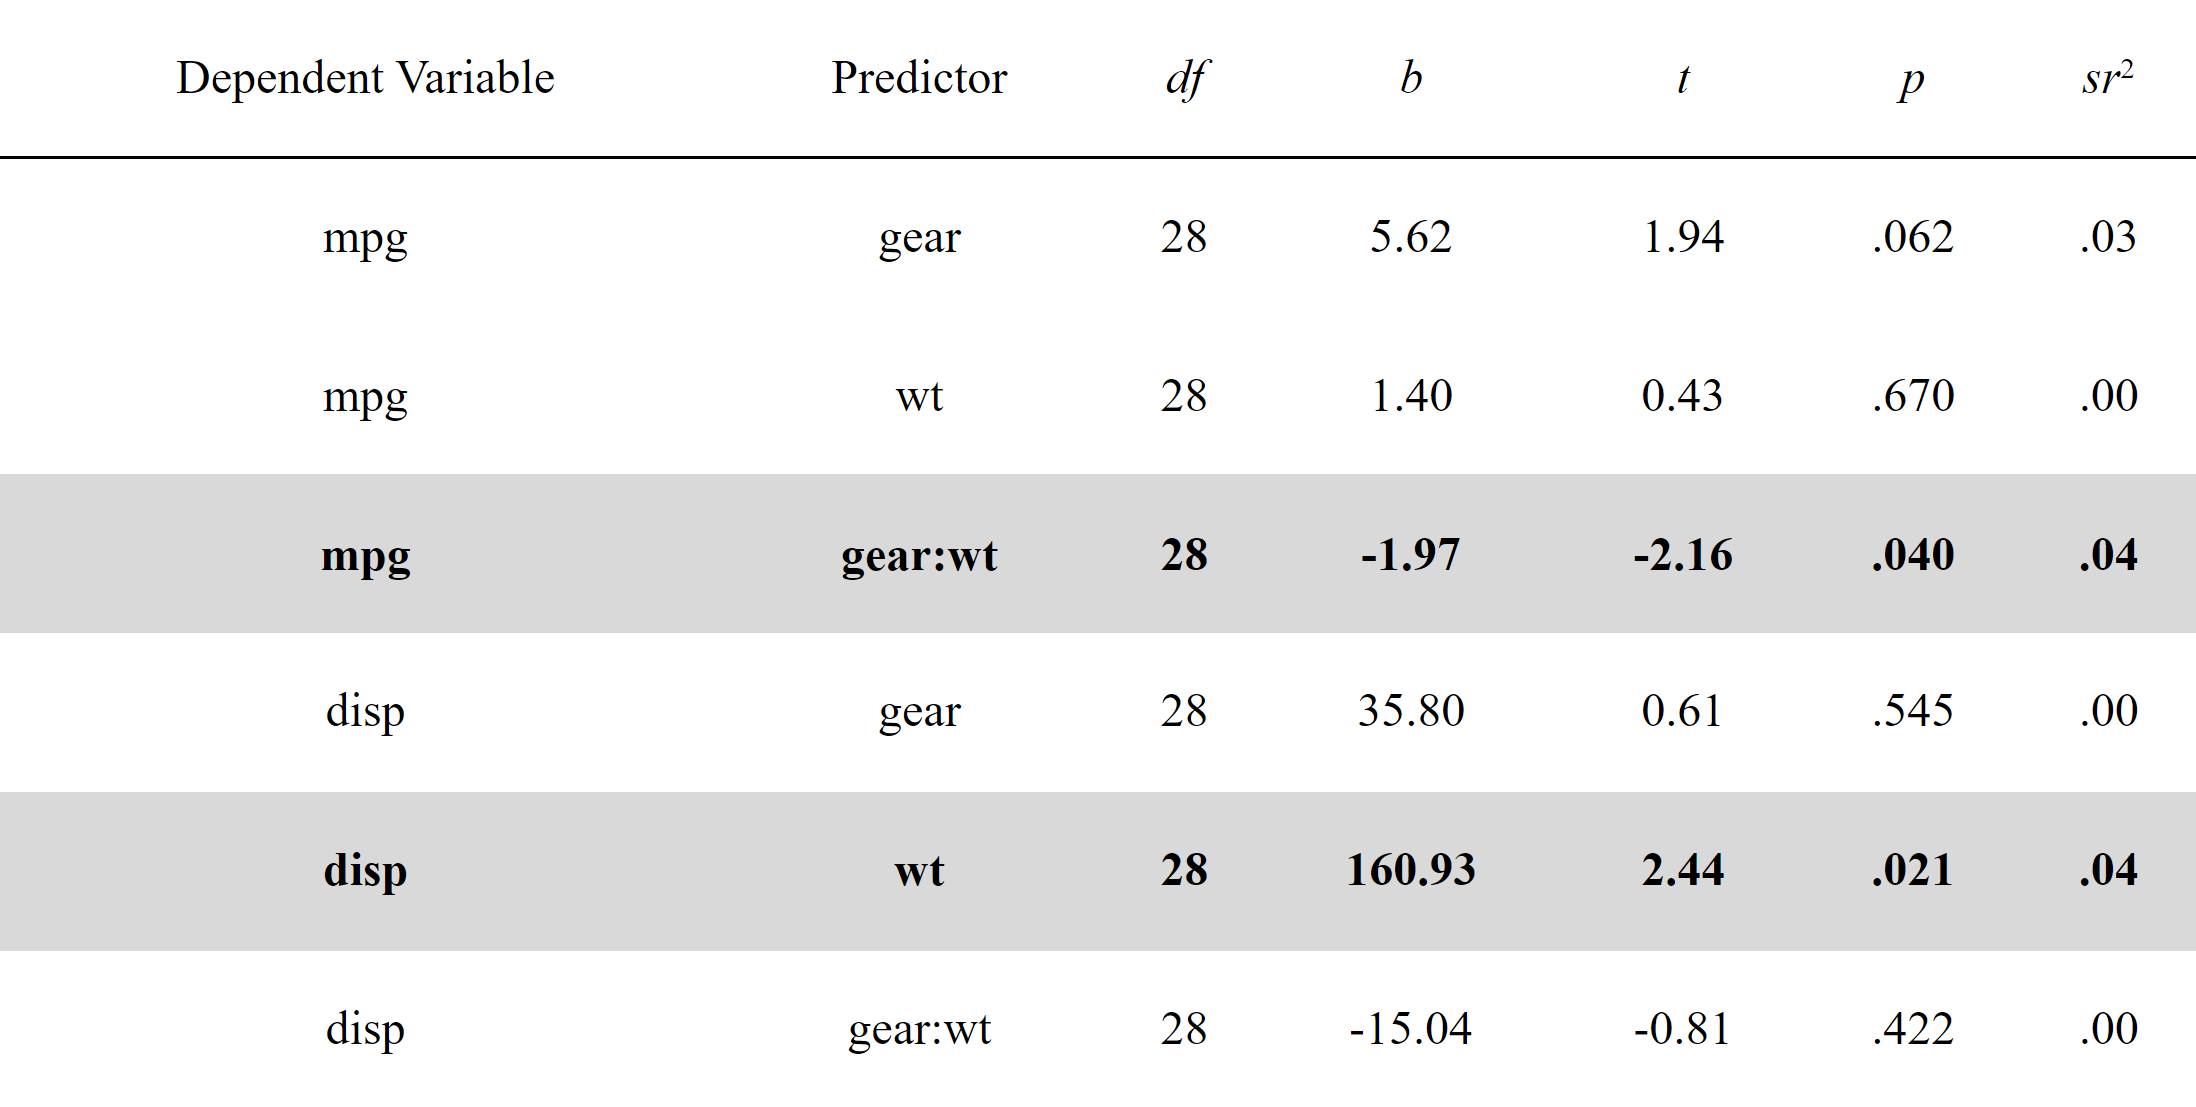 Dependent Variable Predictor df b t p sr²
mpg gear 28 5.62 1.94 .062 .03
mpg wt 28 1.40 0.43 .670 .00
mpg gear:wt 28 -1.97 -2.16 .040 .04
disp gear 28 35.80 0.61 .545 .00
disp wt 28 160.93 2.44 .021 .04
disp gear:wt 28 -15.04 -0.81 .422 .00